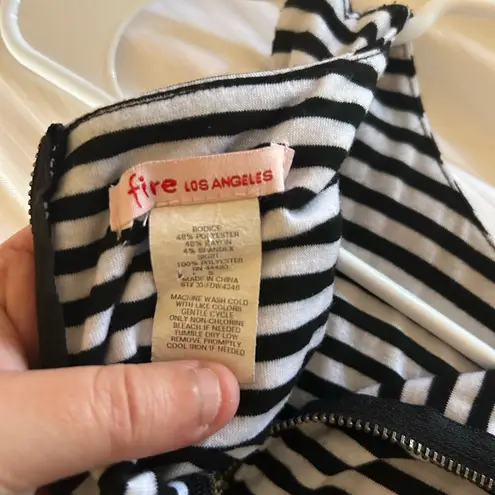 fire LOS ANGELES
BODICE
48% POLYESTER
48% RAYON
4% SPANDEX
SKIRT
100% POLYESTER
RN 44480
S
MADE IN CHINA
MACHINE WASH COLD
WITH LIKE COLORS
GENTLE CYCLE
ONLY NON-CHLORINE
BLEACH IF NEEDED
TUMBLE DRY LOW
REMOVE PROMPTLY
COOL IRON IF NEEDED